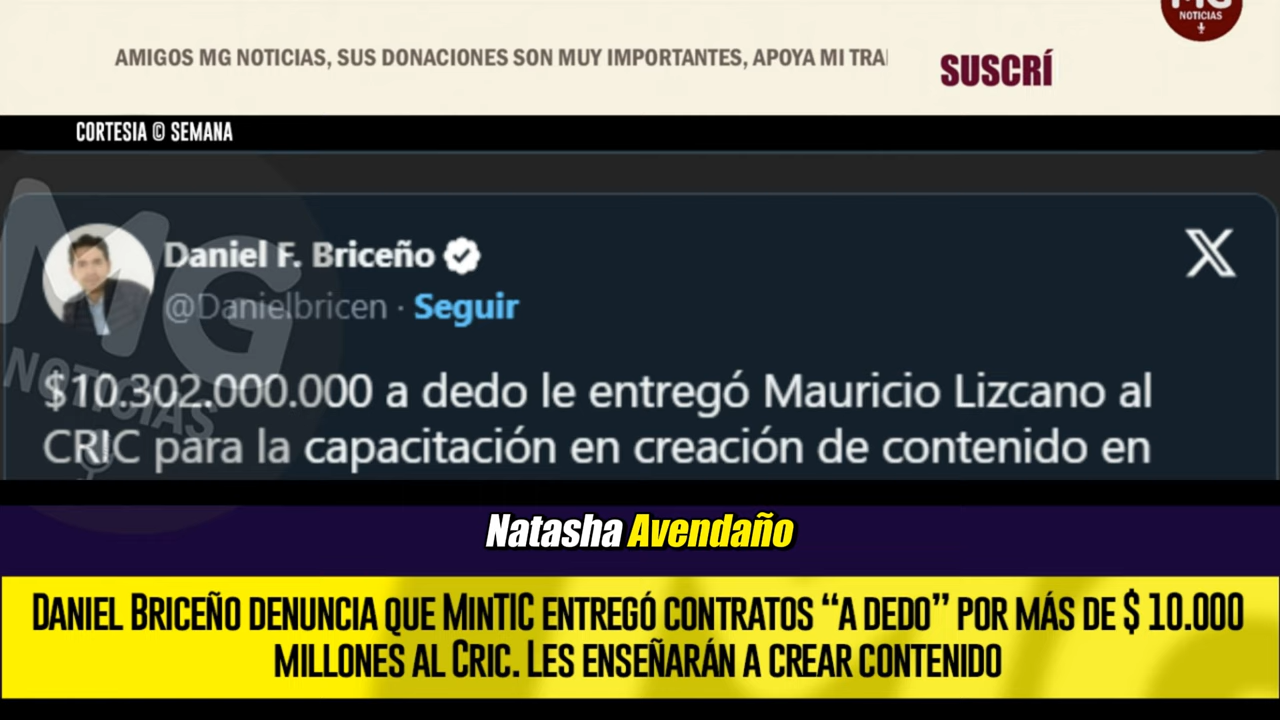 MG
NOTICIAS
AMIGOS MG NOTICIAS, SUS DONACIONES SON MUY IMPORTANTES, APOYA MI TRA
SUSCRÍ
CORTESIA © SEMANA
Daniel F. Briceño
@Danielbricen · Seguir
$10.302.000.000 a dedo le entregó Mauricio Lizcano al
CRIC para la capacitación en creación de contenido en
MG
NOTICIAS
Natasha Avendaño
DANIEL BRICEÑO DENUNCIA QUE MINTIC ENTREGÓ CONTRATOS “A DEDO” POR MÁS DE $ 10.000
MILLONES AL CRIC. LES ENSEÑARÁN A CREAR CONTENIDO